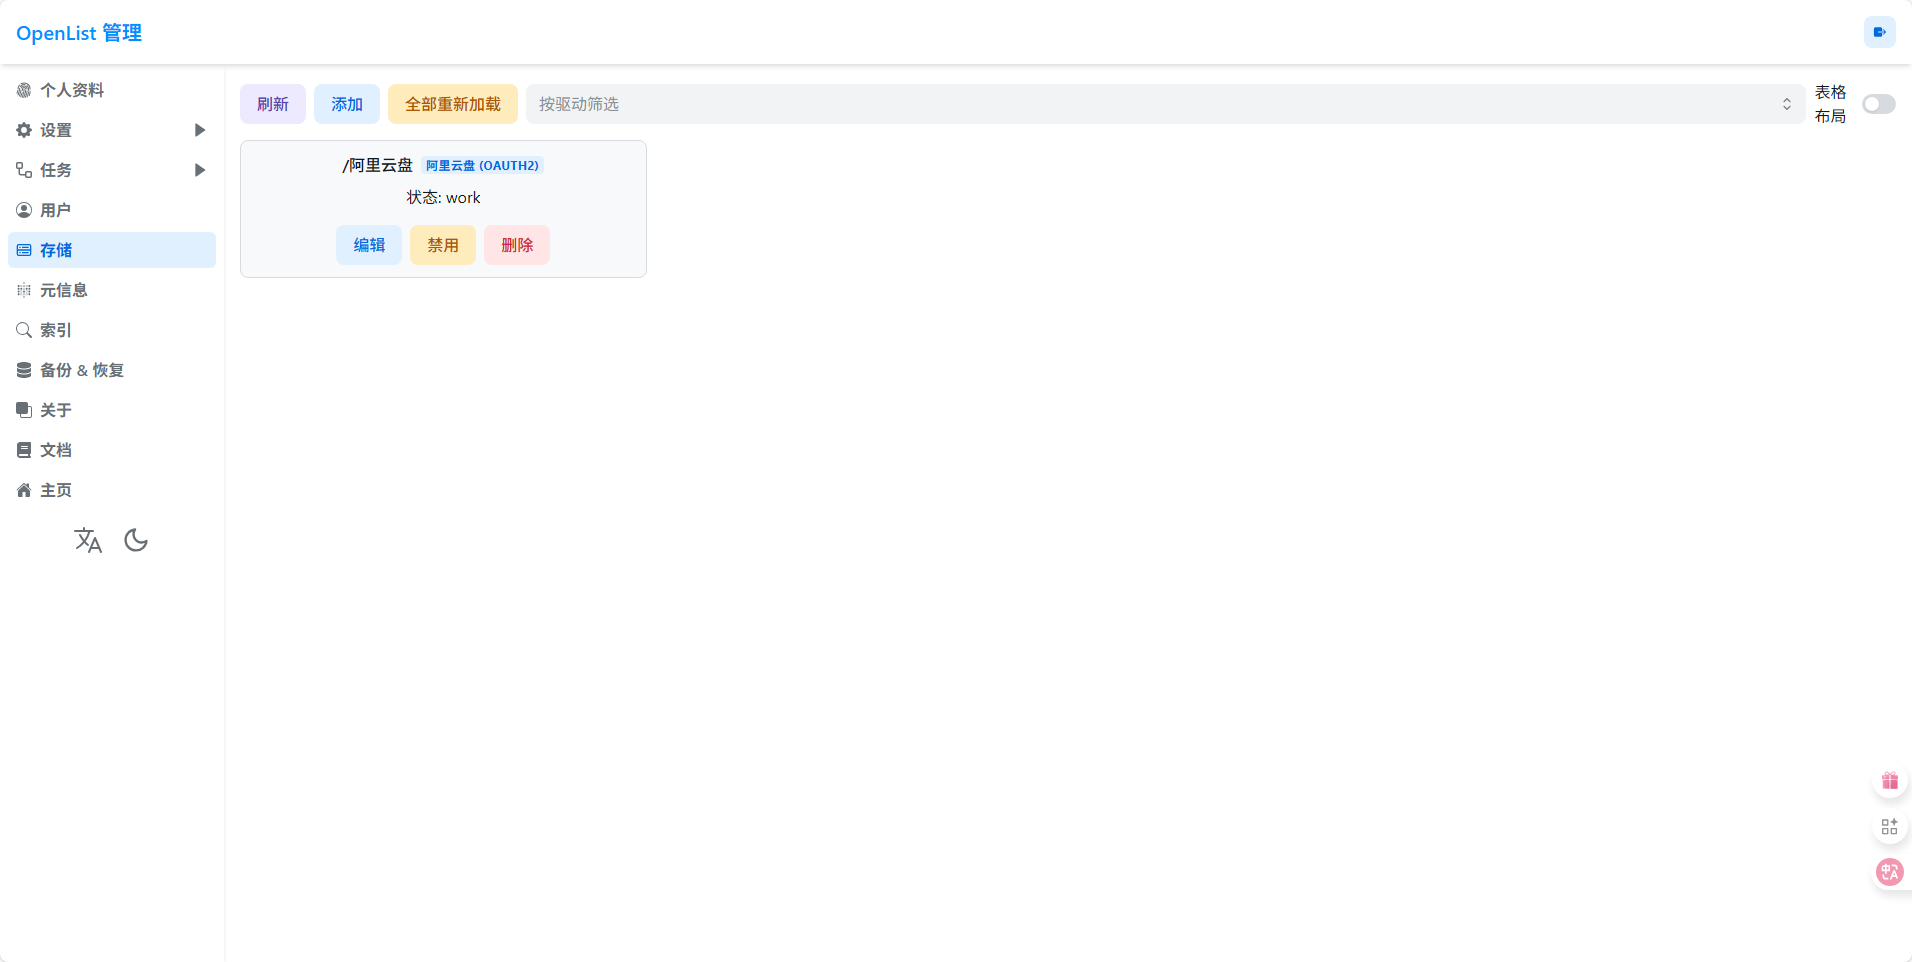 OpenList 管理
个人资料
设置
任务
用户
存储
元信息
索引
备份 & 恢复
关于
文档
主页
刷新
添加
全部重新加载
按驱动筛选
表格
布局
/阿里云盘 阿里云盘 (OAUTH2)
状态: work
编辑
禁用
删除